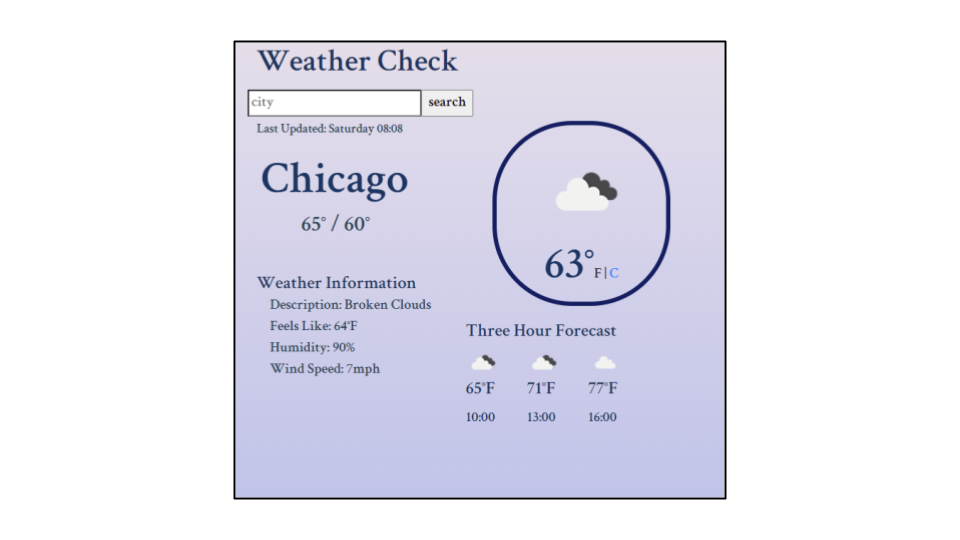 Weather Check
city search
Last Updated: Saturday 08:08
Chicago
65° / 60°
63° F|C
Weather Information
Description: Broken Clouds
Feels Like: 64°F
Humidity: 90%
Wind Speed: 7mph
Three Hour Forecast
65°F 71°F 77°F
10:00 13:00 16:00